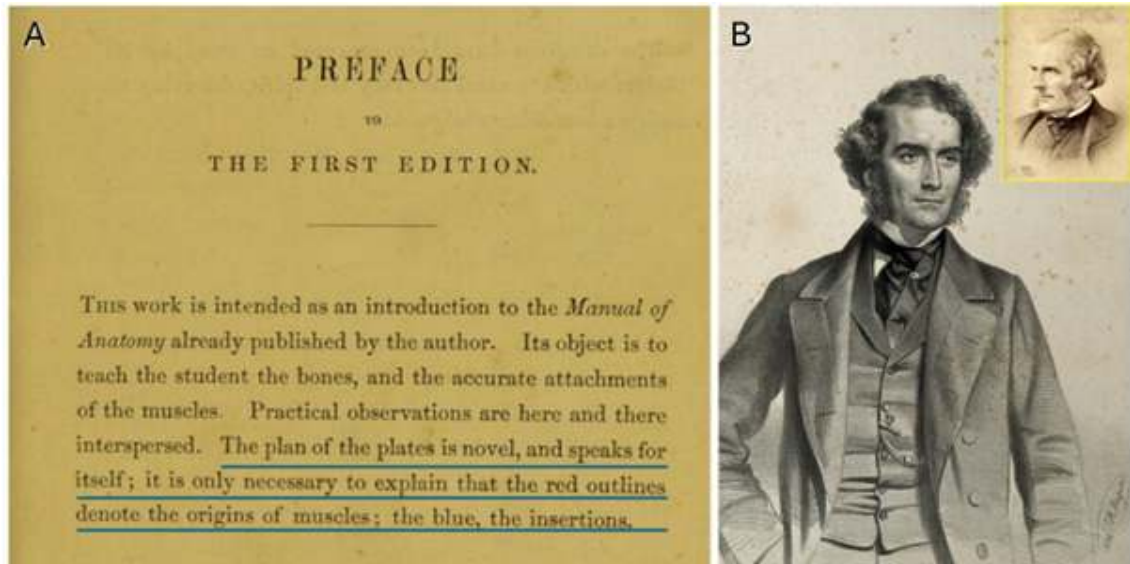 A
PREFACE
TO
THE FIRST EDITION.
THIS work is intended as an introduction to the Manual of
Anatomy already published by the author. Its object is to
teach the student the bones, and the accurate attachments
of the muscles. Practical observations are here and there
interspersed. The plan of the plates is novel, and speaks for
itself; it is only necessary to explain that the red outlines
denote the origins of muscles; the blue, the insertions.
B